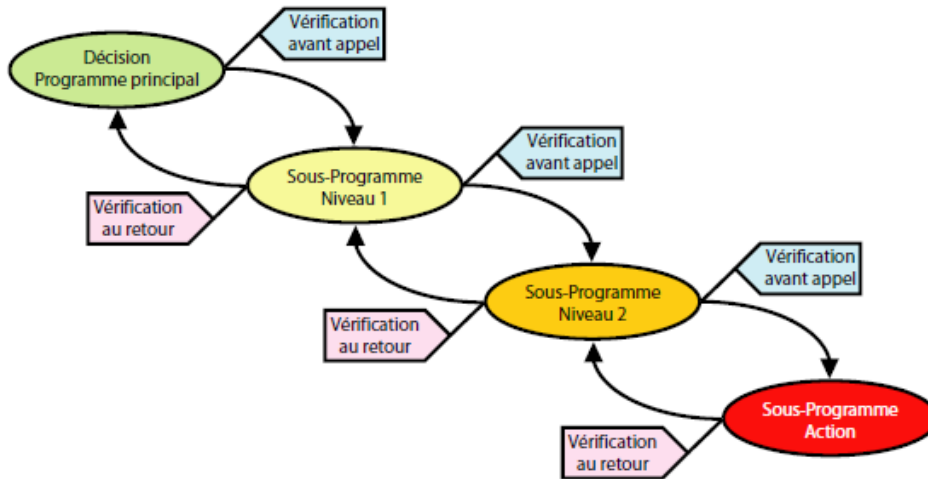 Décision
Programme principal
Vérification
avant appel
Sous-Programme
Niveau 1
Vérification
avant appel
Vérification
au retour
Sous-Programme
Niveau 2
Vérification
avant appel
Vérification
au retour
Sous-Programme
Action
Vérification
au retour